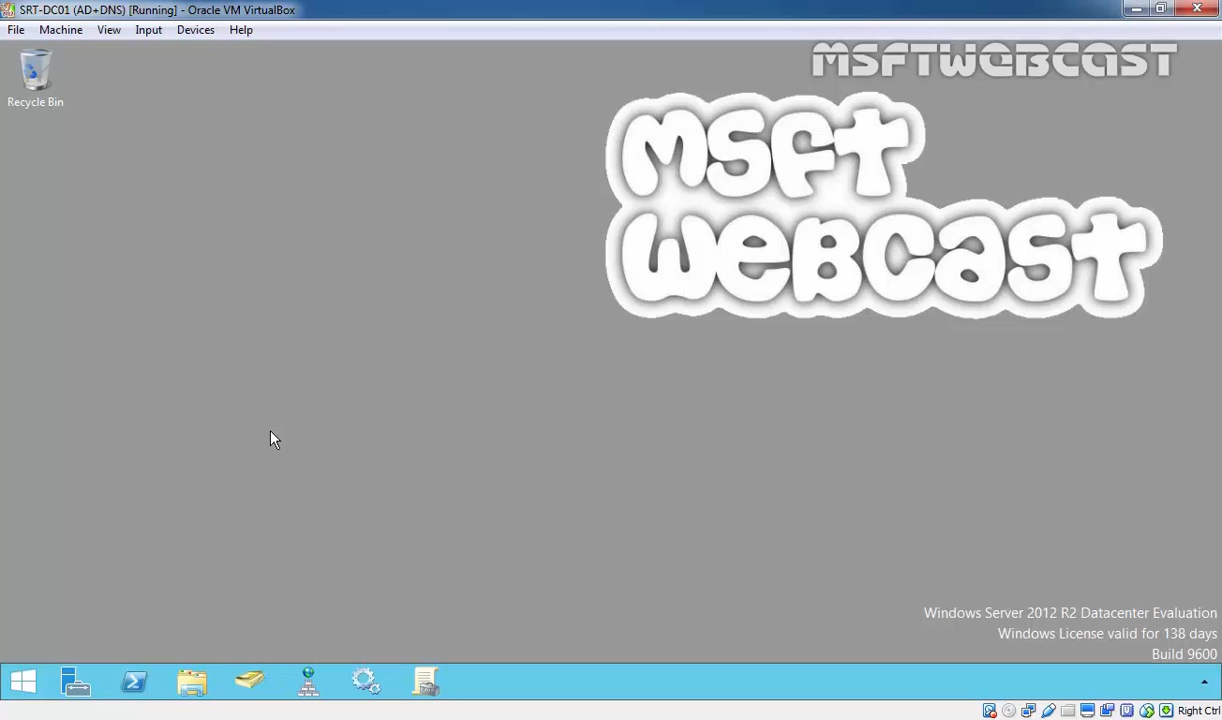 SRT-DC01 (AD+DNS) [Running] - Oracle VM VirtualBox
File Machine View Input Devices Help
MSFTWEBCAST
Recycle Bin
MSFT
WEBCAST
Windows Server 2012 R2 Datacenter Evaluation
Windows License valid for 138 days
Build 9600
Right Ctrl